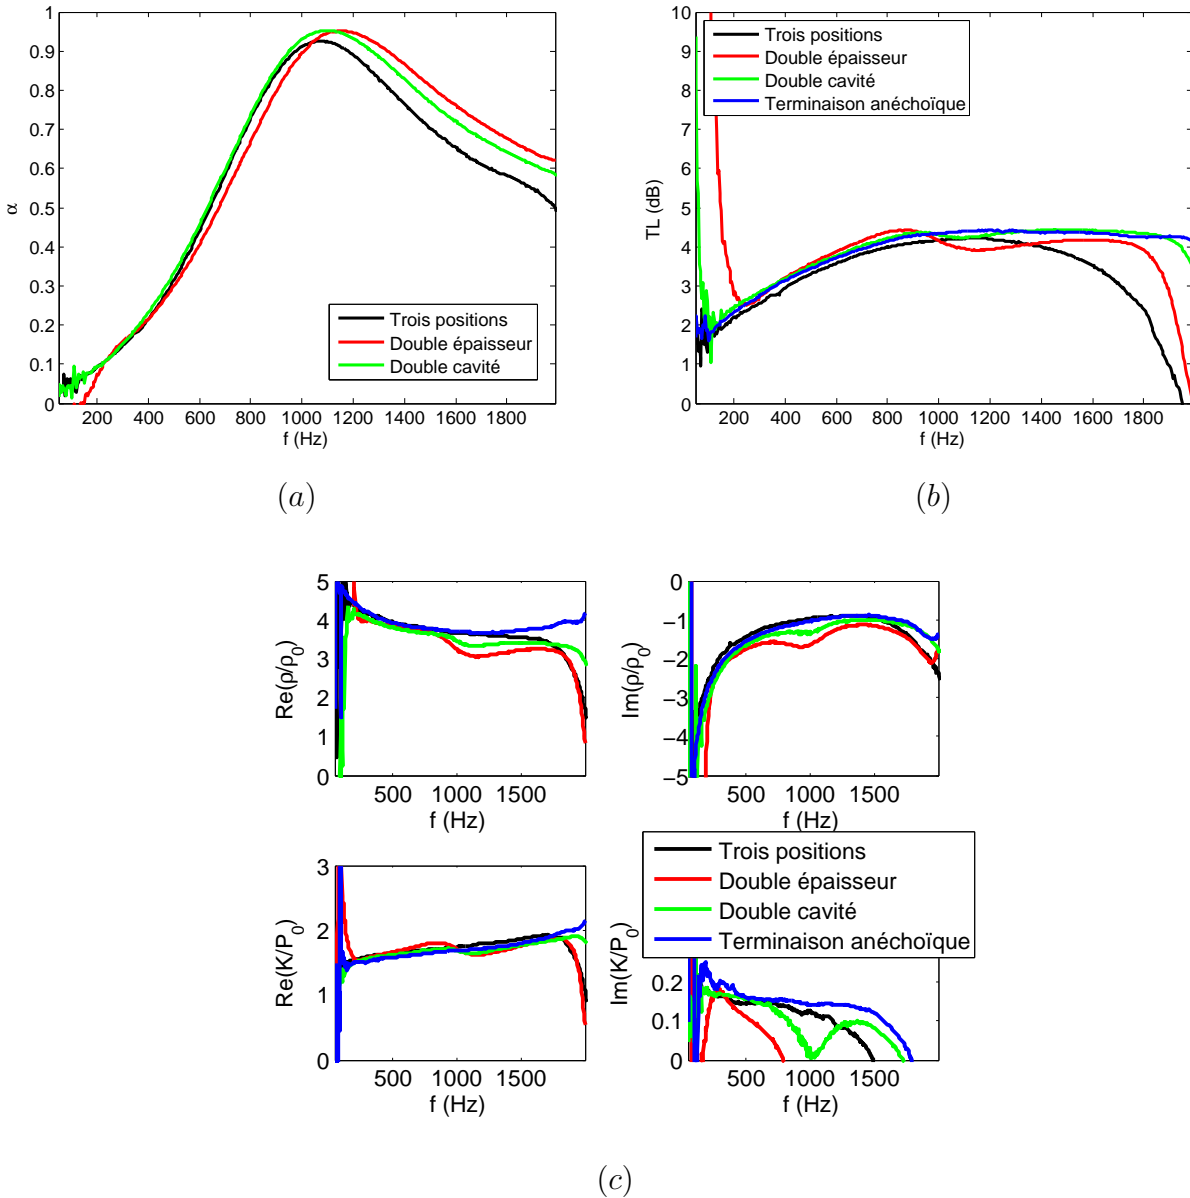 1
0.9
0.8
0.7
0.6
0.5
0.4
0.3
0.2
0.1
0
α
200 400 600 800 1000 1200 1400 1600 1800
f (Hz)
Trois positions
Double épaisseur
Double cavité
(a)
10
9
8
7
6
5
4
3
2
1
0
TL (dB)
200 400 600 800 1000 1200 1400 1600 1800
f (Hz)
Trois positions
Double épaisseur
Double cavité
Terminaison anéchoïque
(b)
5
4
3
2
1
0
Re(ρ/ρ0)
500 1000 1500
f (Hz)
0
−1
−2
−3
−4
−5
Im(ρ/ρ0)
500 1000 1500
f (Hz)
3
2
1
0
Re(K/P0)
500 1000 1500
f (Hz)
Trois positions
Double épaisseur
Double cavité
Terminaison anéchoïque
0.2
0.1
0
Im(K/P0)
500 1000 1500
f (Hz)
(c)